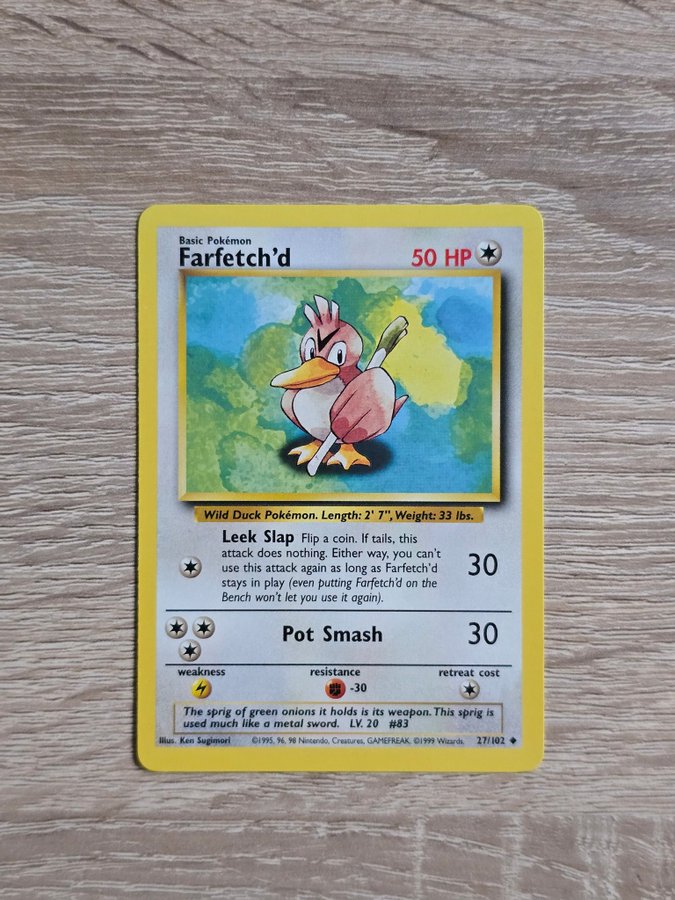 Basic Pokémon
Farfetch'd 50 HP
Wild Duck Pokémon. Length: 2' 7", Weight: 33 lbs.
Leek Slap Flip a coin. If tails, this
attack does nothing. Either way, you can't
use this attack again as long as Farfetch'd
stays in play (even putting Farfetch'd on the
Bench won't let you use it again).
30
Pot Smash 30
weakness resistance retreat cost
-30
The sprig of green onions it holds is its weapon. This sprig is
used much like a metal sword. LV. 20 #83
Illus. Ken Sugimori ©1995, 96, 98 Nintendo, Creatures, GAMEFREAK. ©1999 Wizards. 27/102